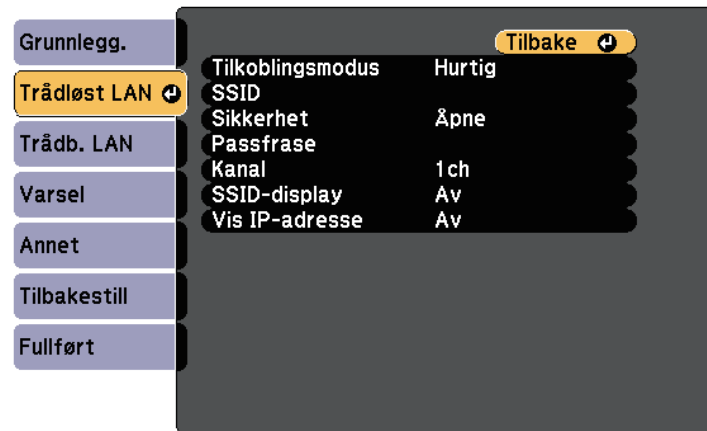 Grunnlegg.
Trådløst LAN
Trådb. LAN
Varsel
Annet
Tilbakestill
Fullført
Tilbake
Tilkoblingsmodus Hurtig
SSID
Sikkerhet Åpne
Passfrase
Kanal 1ch
SSID-display Av
Vis IP-adresse Av